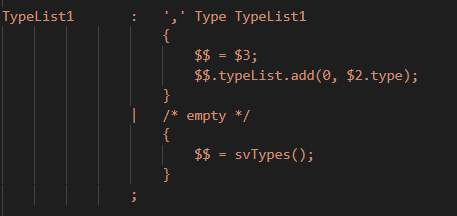 TypeList1       :   ',' Type TypeList1
                    {
                        $$ = $3;
                        $$.typeList.add(0, $2.type);
                    }
                |   /* empty */
                    {
                        $$ = svTypes();
                    }
                ;